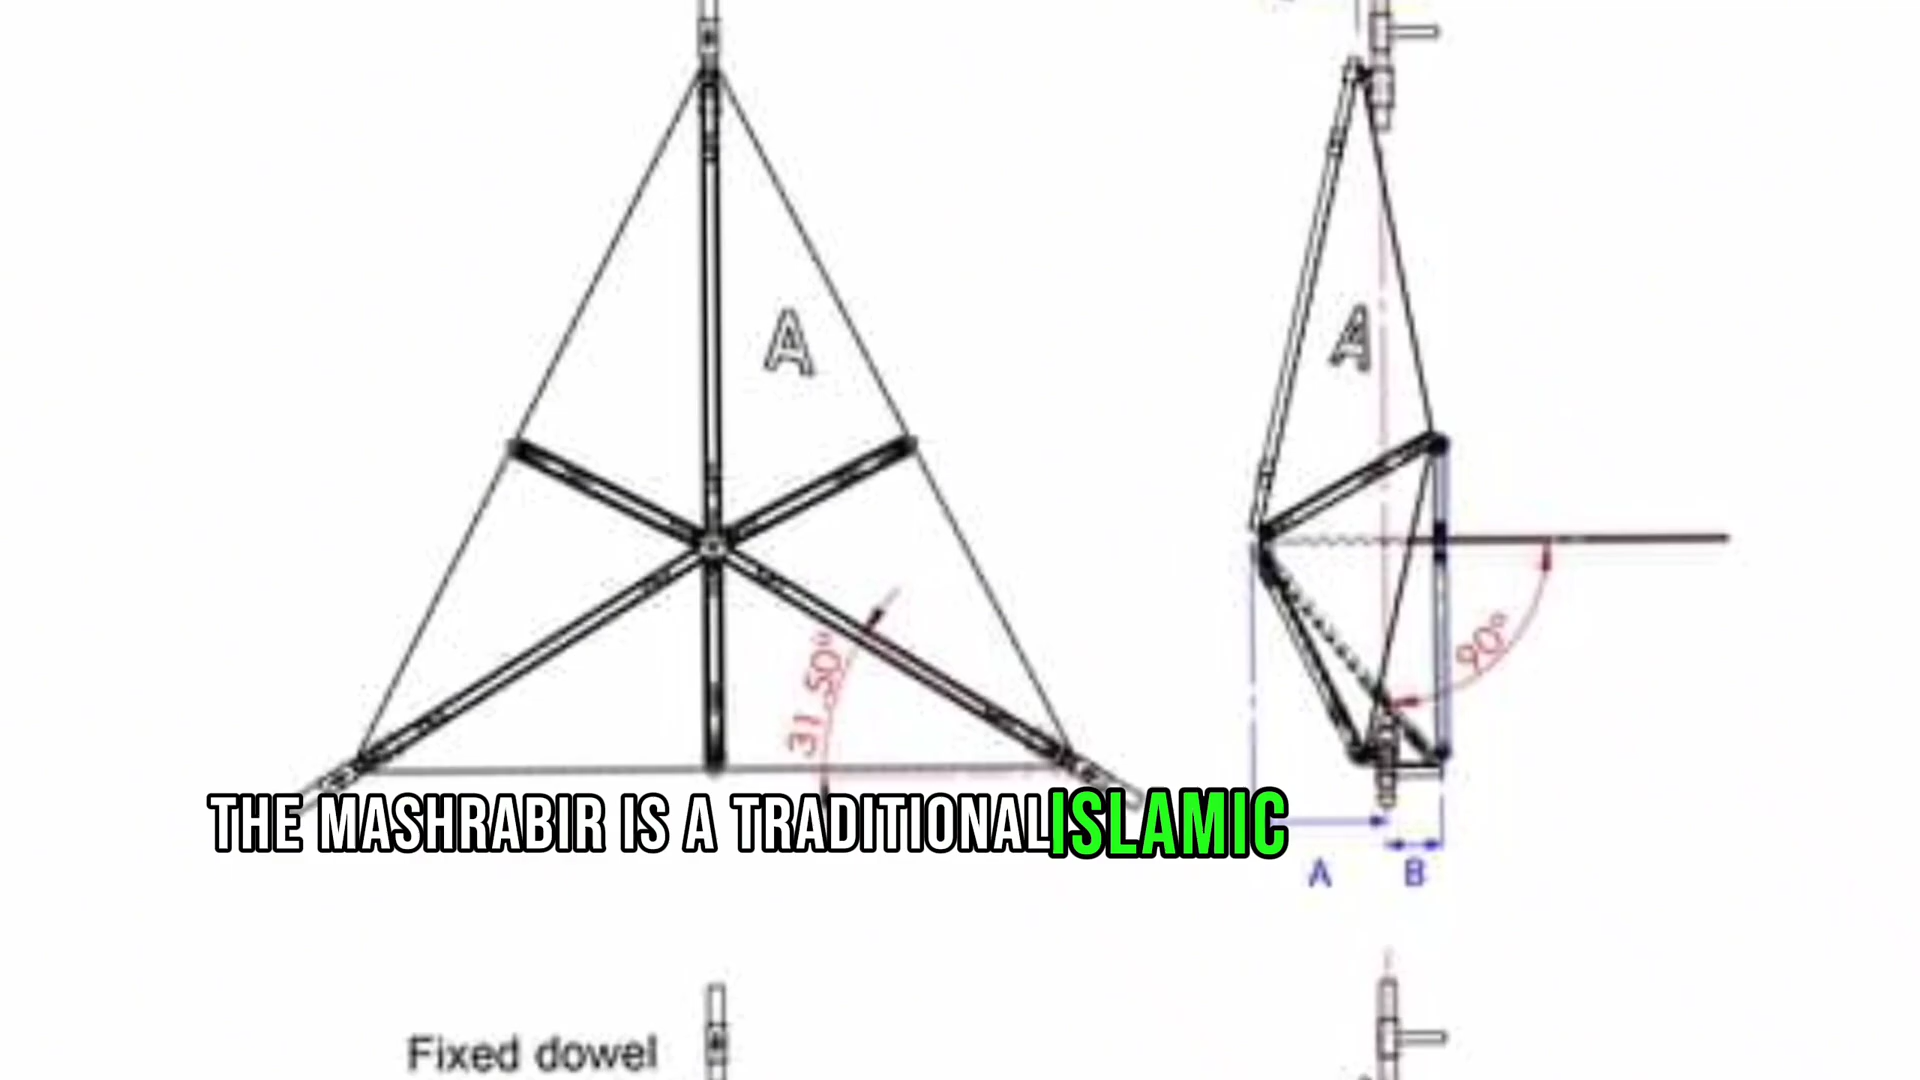 A
A
31.50°
90°
THE MASHRABIR IS A TRADITIONAL ISLAMIC
A B
Fixed dowel